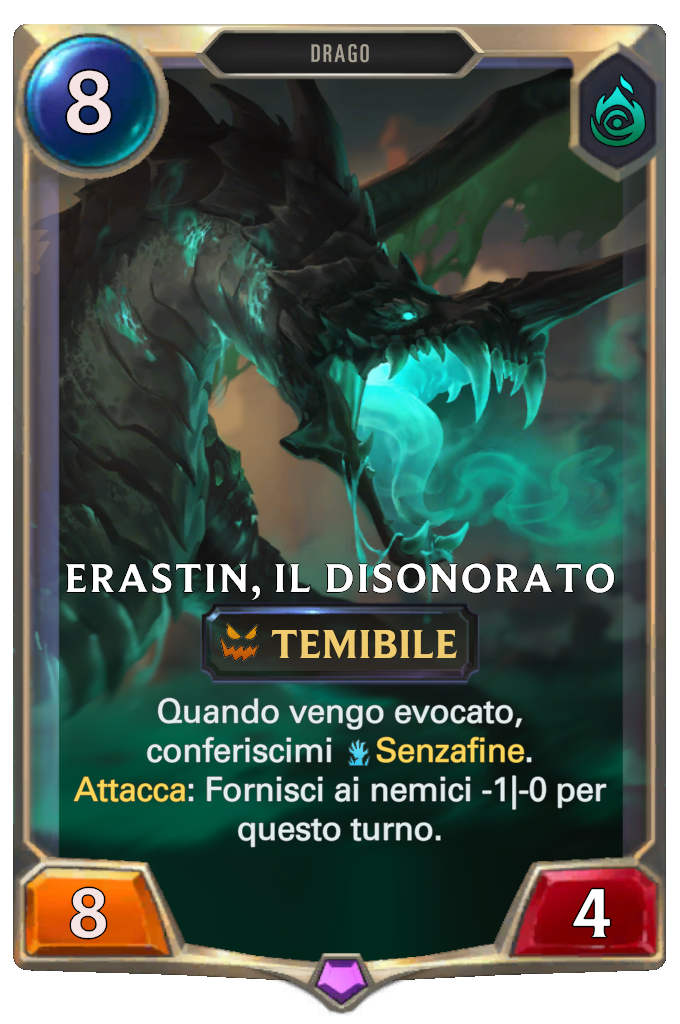 DRAGO
8
ERASTIN, IL DISONORATO
TEMIBILE
Quando vengo evocato,
conferiscimi Senzafine.
Attacca: Fornisci ai nemici -1|-0 per
questo turno.
8
4